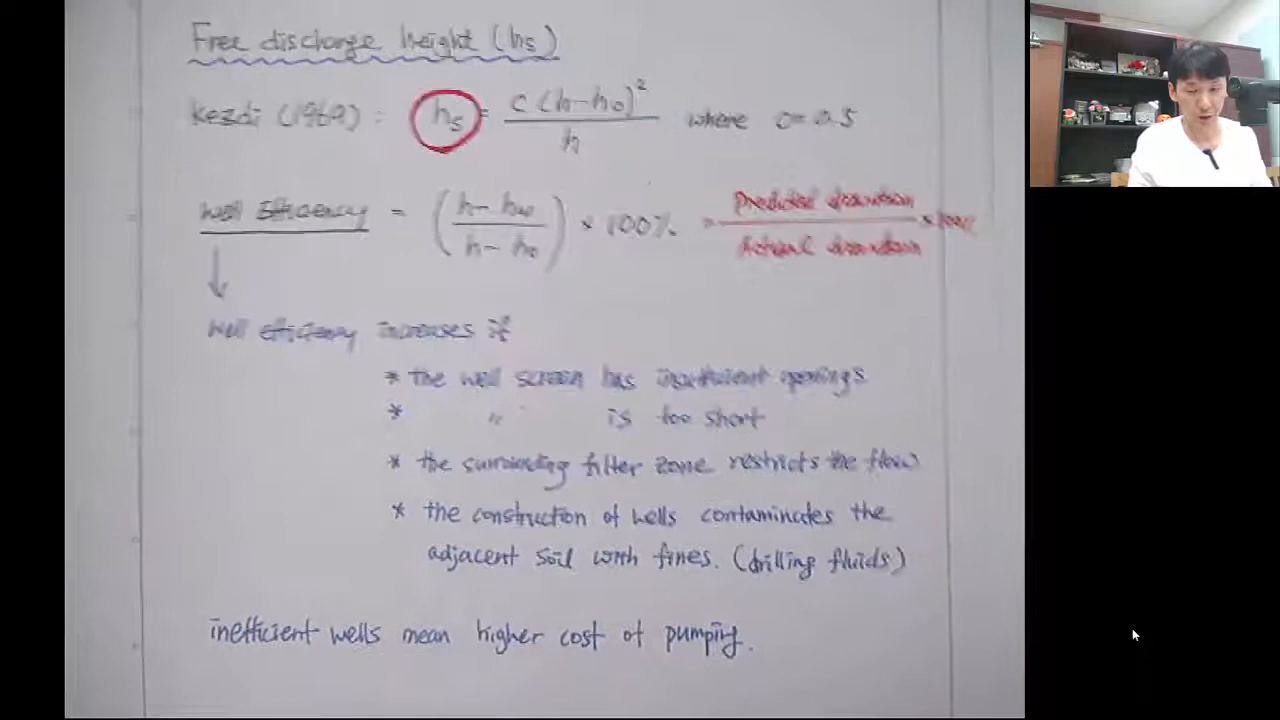 Free discharge height (hs)
Kezdi (1969) : hs = C (h-ho)² / h where C = 0.5
Well Efficiency = (h-hw / h-ho) × 100% = Predicted drawdown / Actual drawdown × 100%
Well efficiency increases if
* the well screen has insufficient openings
* " is too short
* the surrounding filter zone restricts the flow
* the construction of wells contaminates the
adjacent soil with fines. (drilling fluids)
inefficient wells mean higher cost of pumping.